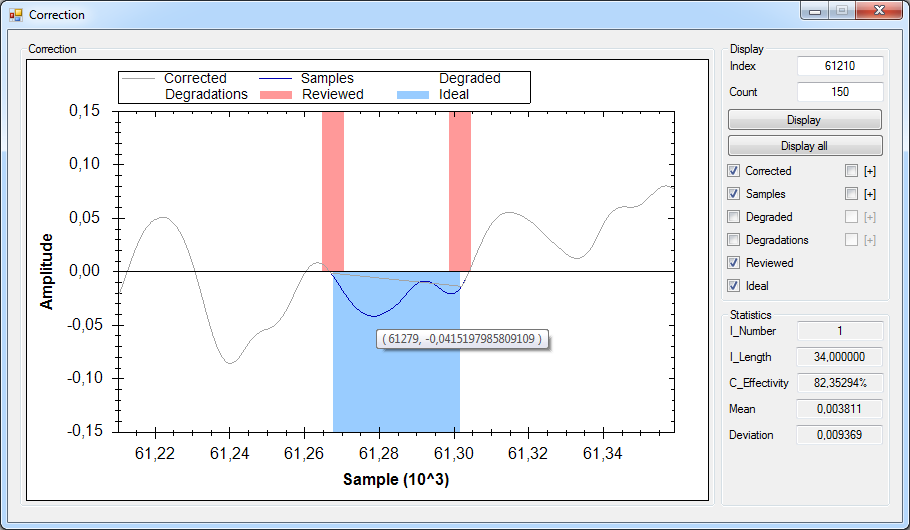 Correction
Correction
Corrected Samples Degraded
Degradations Reviewed Ideal
0,15
0,10
0,05
0,00
-0,05
-0,10
-0,15
Amplitude
( 61279, -0,0415197985809109 )
61,22 61,24 61,26 61,28 61,30 61,32 61,34
Sample (10^3)
Display
Index 61210
Count 150
Display
Display all
Corrected [+]
Samples [+]
Degraded [+]
Degradations [+]
Reviewed
Ideal
Statistics
I_Number 1
I_Length 34,000000
C_Effectivity 82,35294%
Mean 0,003811
Deviation 0,009369